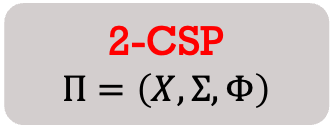 2-CSP
Π = (X, Σ, Φ)